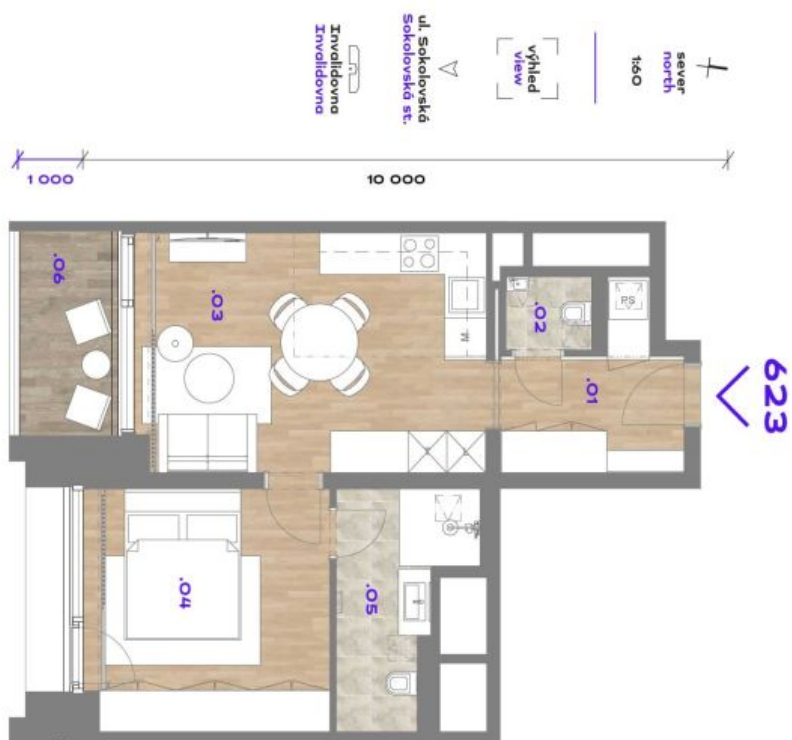 sever
north
1:60
výhled
view
ul. Sokolovská
Sokolovská st.
Invalidovna
Invalidovna
1 000
10 000
623
.01
.02
.03
.04
.05
.06
PS
M